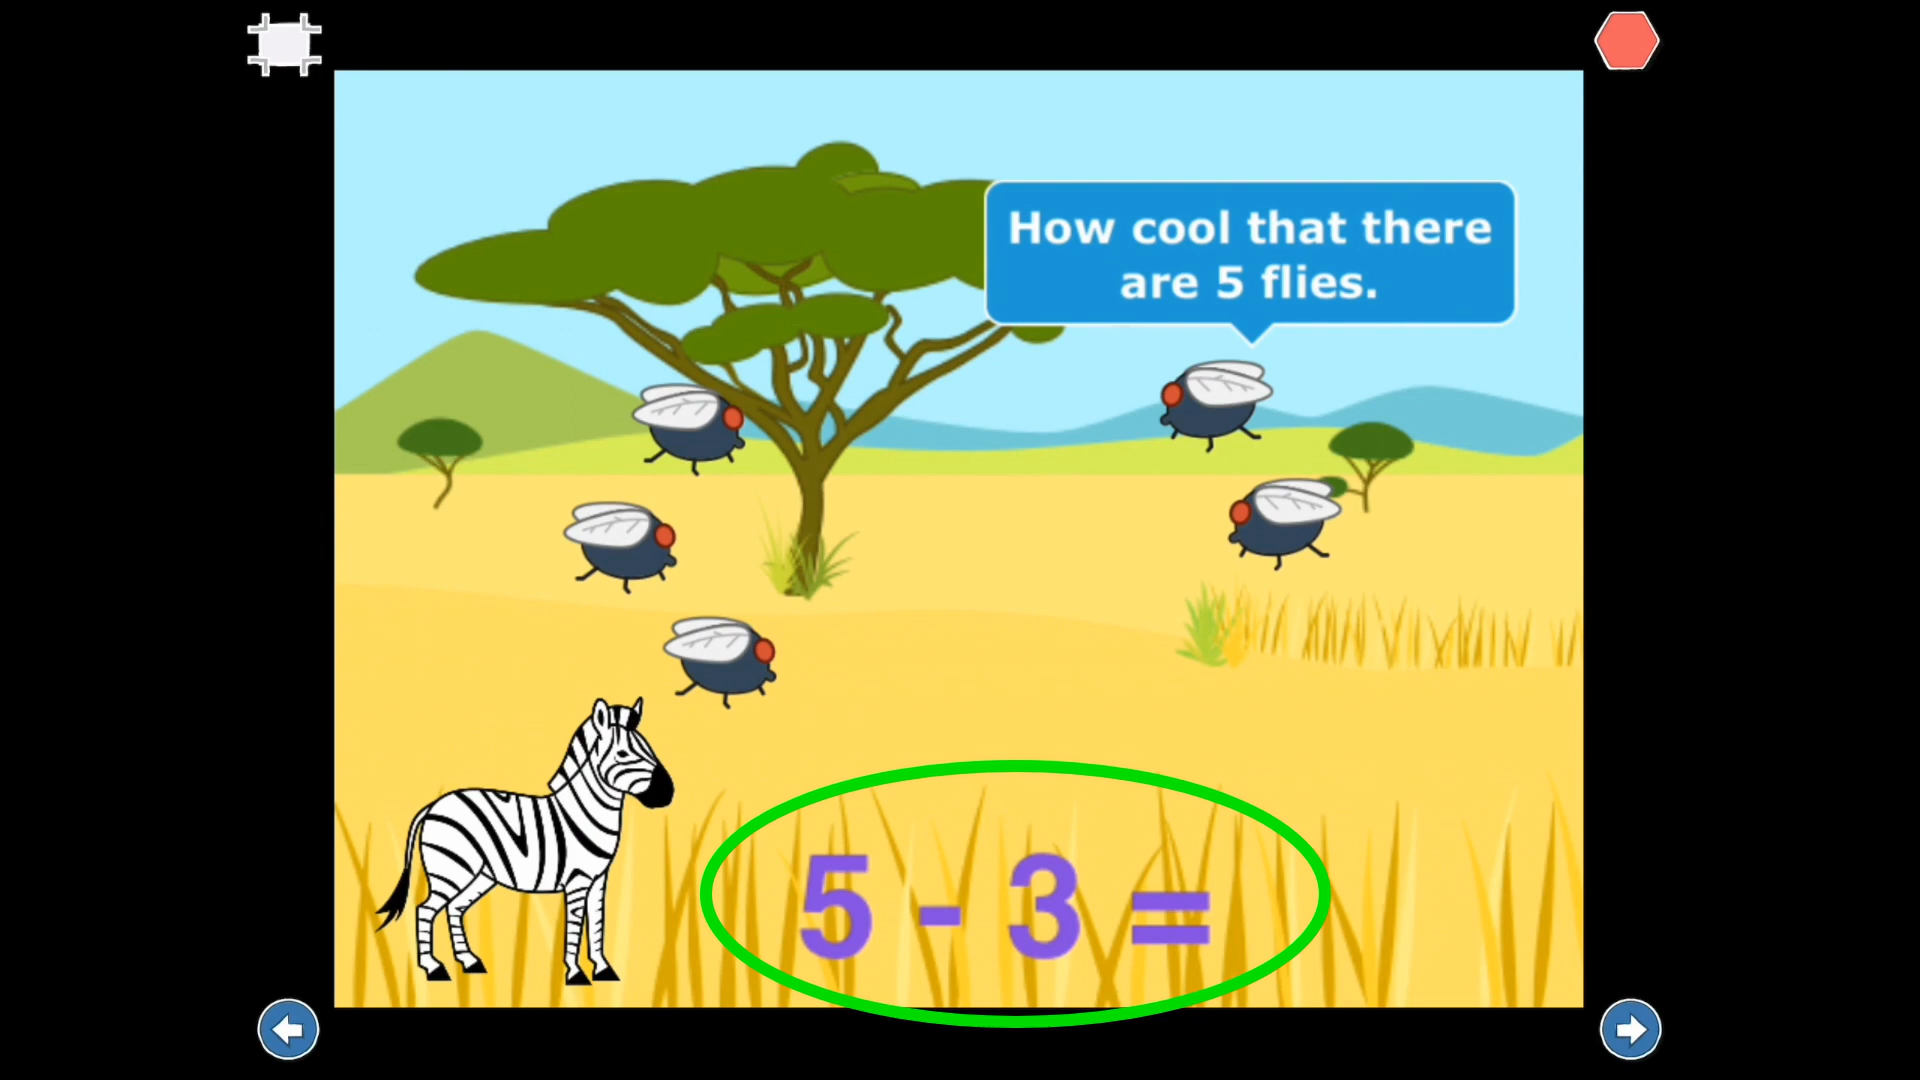 How cool that there
are 5 flies.
5 - 3 =